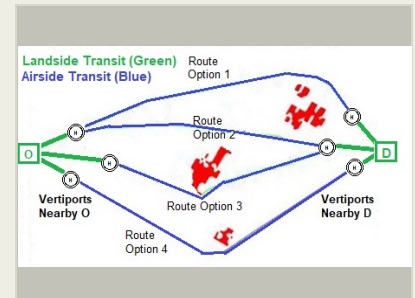 Landside Transit (Green)
Airside Transit (Blue)
Route
Option 1
Route
Option 2
H
H
H
H
H
H
O
D
Vertiports
Nearby O
Route Option 3
Vertiports
Nearby D
Route
Option 4